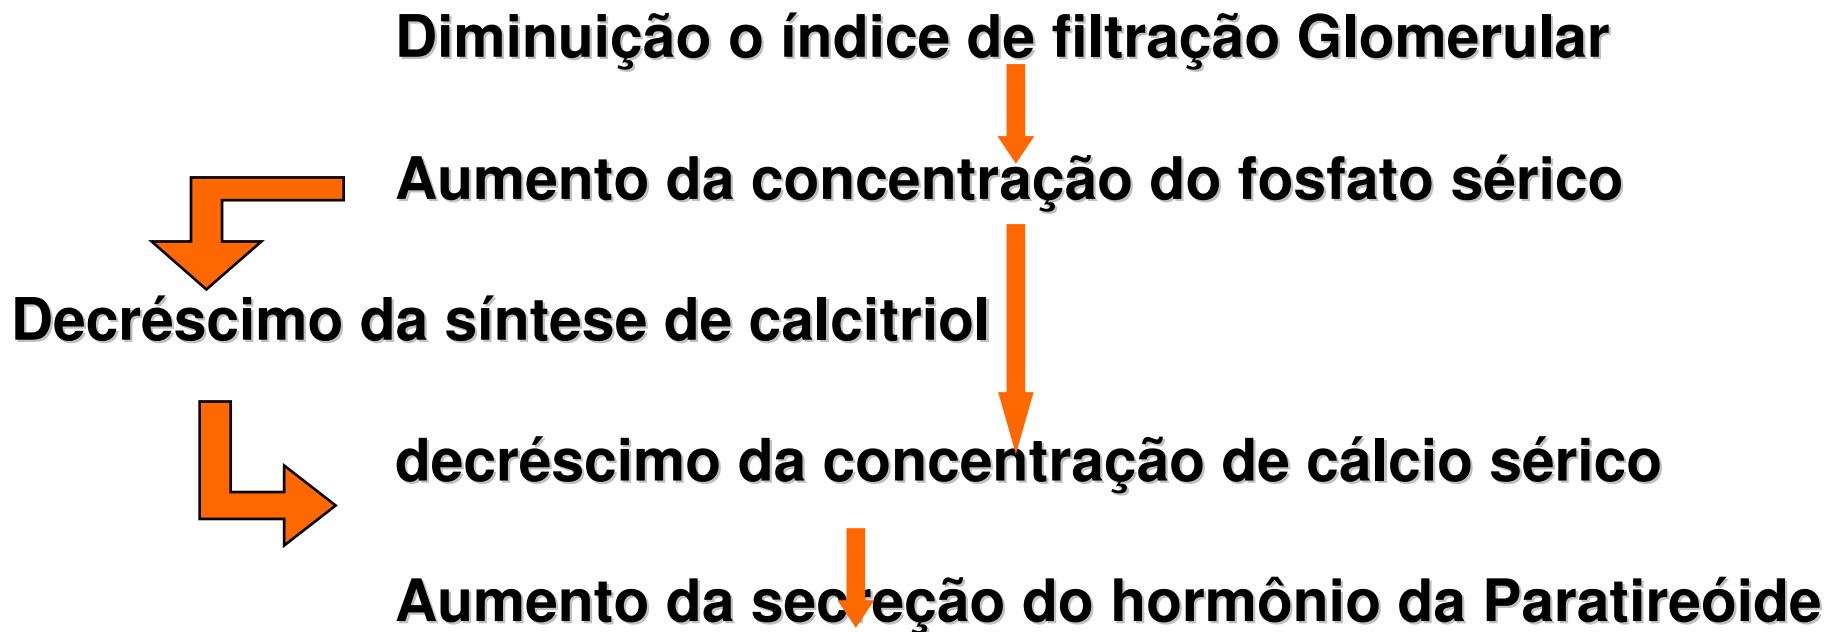 Diminuição o índice de filtração Glomerular
Aumento da concentração do fosfato sérico
Decréscimo da síntese de calcitriol
decréscimo da concentração de cálcio sérico
Aumento da secreção do hormônio da Paratireóide